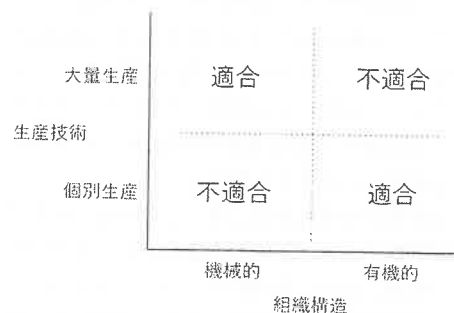 大量生産
適合
不適合
生産技術
個別生産
不適合
適合
機械的
有機的
組織構造